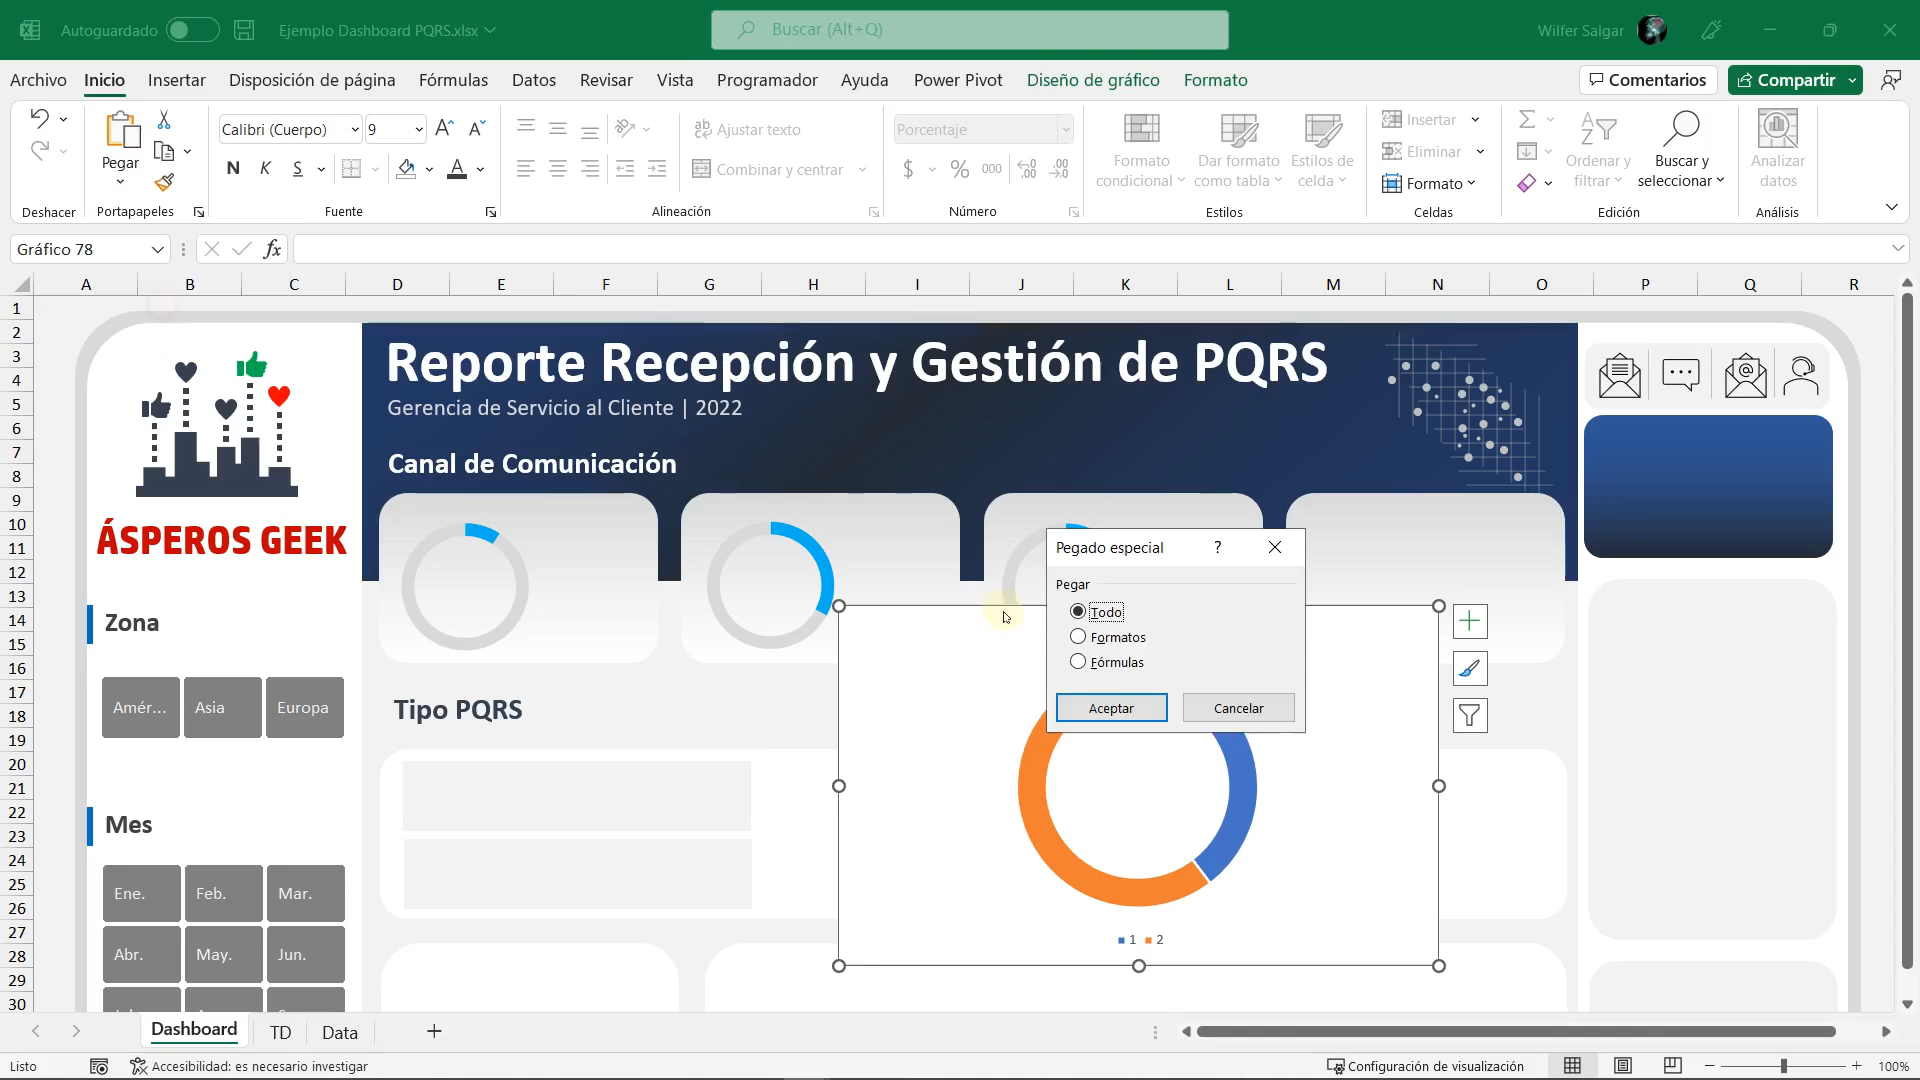 Autoguardado
Ejemplo Dashboard PQRS.xlsx
Buscar (Alt+Q)
Wilfer Salgar
Archivo Inicio Insertar Disposición de página Fórmulas Datos Revisar Vista Programador Ayuda Power Pivot Diseño de gráfico Formato
Comentarios
Compartir
Pegar
Deshacer
Portapapeles
Calibri (Cuerpo)
9
N K S
Fuente
Ajustar texto
Combinar y centrar
Alineación
Porcentaje
$ % 000
Número
Formato condicional
Dar formato como tabla
Estilos de celda
Estilos
Insertar
Eliminar
Formato
Celdas
Ordenar y filtrar
Buscar y seleccionar
Edición
Analizar datos
Análisis
Gráfico 78
fx
A B C D E F G H I J K L M N O P Q R
1
2
3
4
5
6
7
8
9
10
11
12
13
14
15
16
17
18
19
20
21
22
23
24
25
26
27
28
29
30
Reporte Recepción y Gestión de PQRS
Gerencia de Servicio al Cliente | 2022
Canal de Comunicación
ÁSPEROS GEEK
Zona
Amér... Asia Europa
Mes
Ene. Feb. Mar.
Abr. May. Jun.
Tipo PQRS
Pegado especial ?
Pegar
Todo
Formatos
Fórmulas
Aceptar Cancelar
1 2
Dashboard TD Data
Listo
Accesibilidad: es necesario investigar
Configuración de visualización
100%